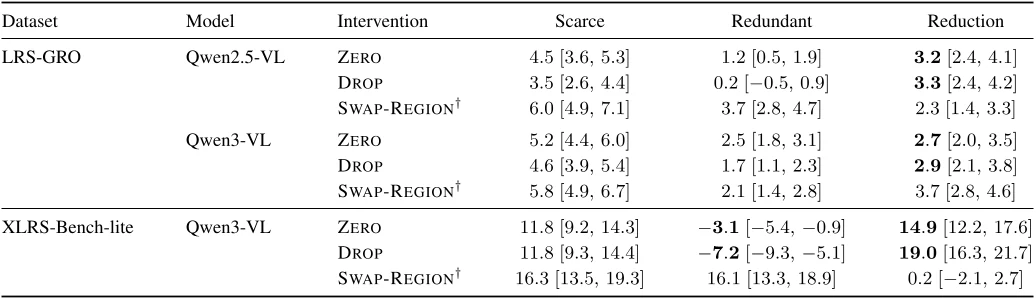 Dataset Model Intervention Scarce Redundant Reduction
LRS-GRO Qwen2.5-VL ZERO 4.5 [3.6, 5.3] 1.2 [0.5, 1.9] 3.2 [2.4, 4.1]
DROP 3.5 [2.6, 4.4] 0.2 [−0.5, 0.9] 3.3 [2.4, 4.2]
SWAP-REGION† 6.0 [4.9, 7.1] 3.7 [2.8, 4.7] 2.3 [1.4, 3.3]
Qwen3-VL ZERO 5.2 [4.4, 6.0] 2.5 [1.8, 3.1] 2.7 [2.0, 3.5]
DROP 4.6 [3.9, 5.4] 1.7 [1.1, 2.3] 2.9 [2.1, 3.8]
SWAP-REGION† 5.8 [4.9, 6.7] 2.1 [1.4, 2.8] 3.7 [2.8, 4.6]
XLRS-Bench-lite Qwen3-VL ZERO 11.8 [9.2, 14.3] −3.1 [−5.4, −0.9] 14.9 [12.2, 17.6]
DROP 11.8 [9.3, 14.4] −7.2 [−9.3, −5.1] 19.0 [16.3, 21.7]
SWAP-REGION† 16.3 [13.5, 19.3] 16.1 [13.3, 18.9] 0.2 [−2.1, 2.7]